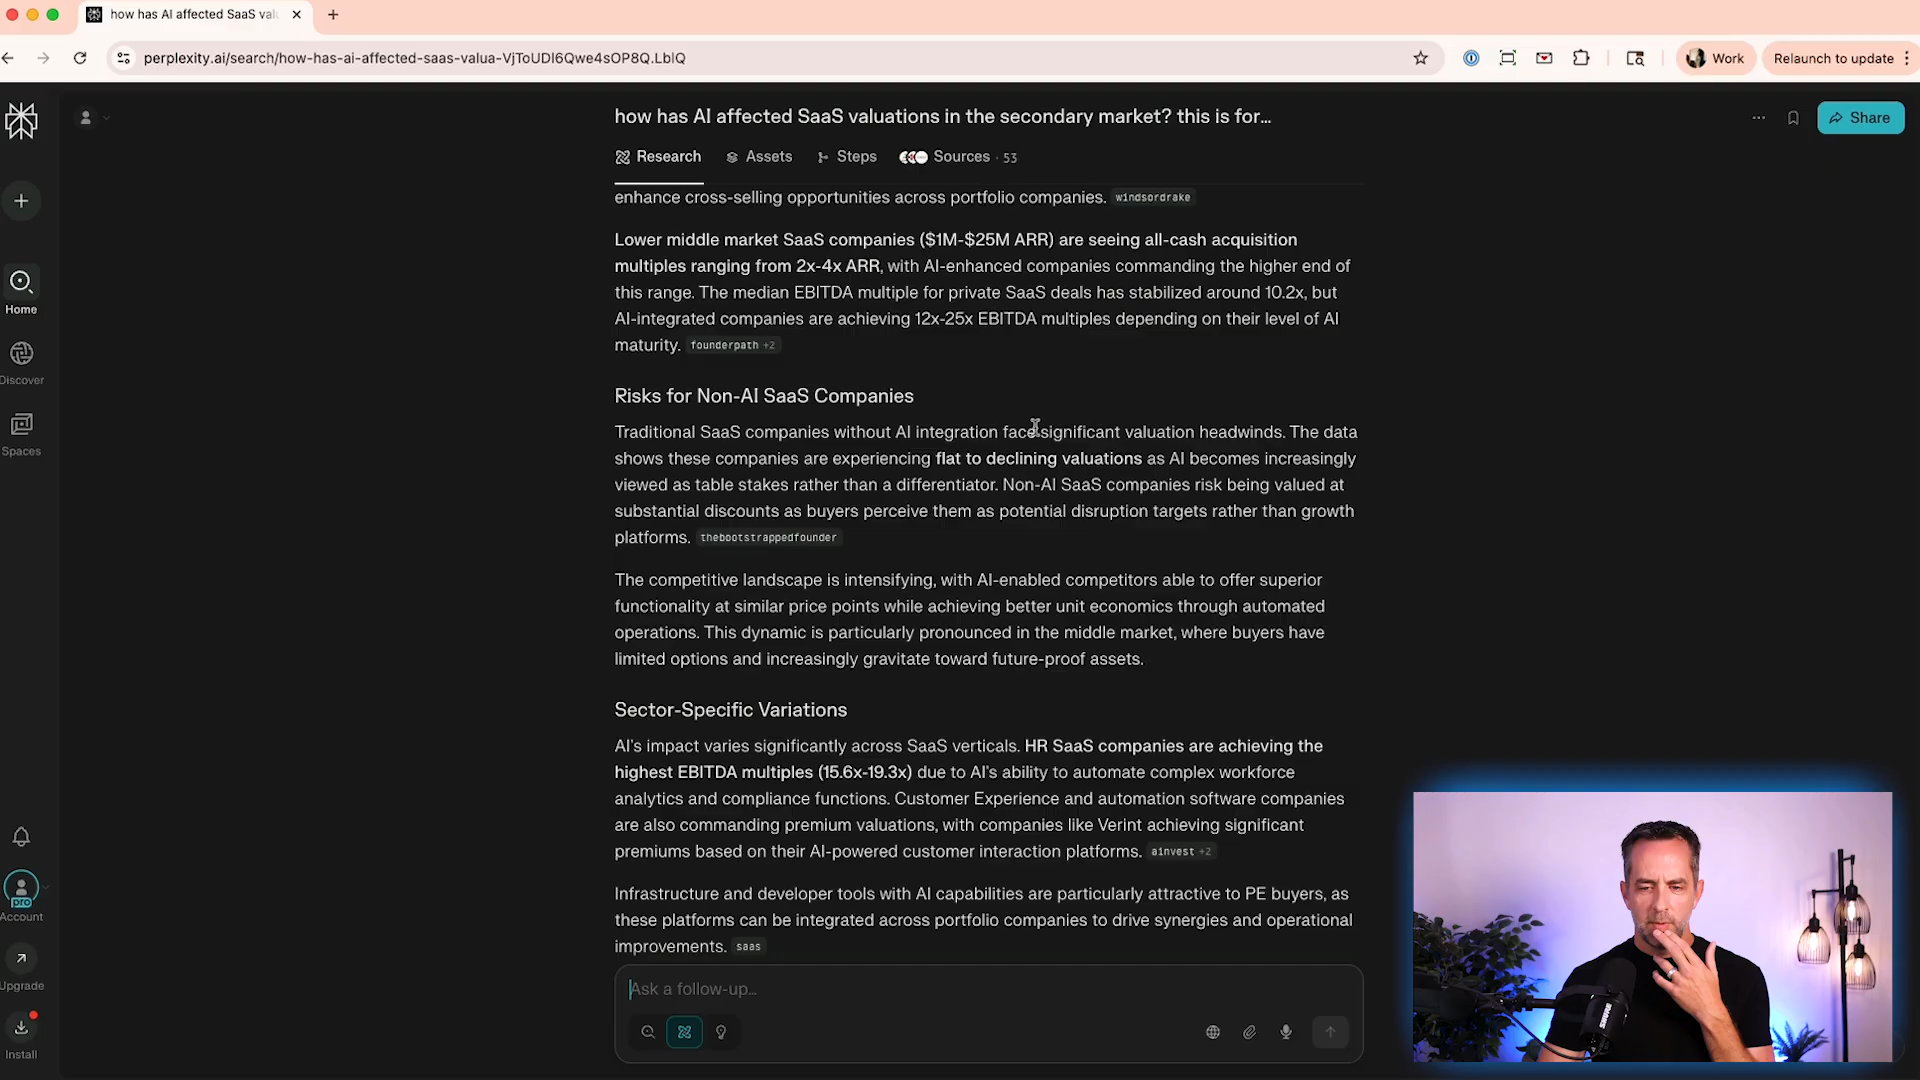 how has AI affected SaaS valu
perplexity.ai/search/how-has-ai-affected-saas-valua-VjToUDI6Qwe4sOP8Q.LblQ
Work
Relaunch to update
how has AI affected SaaS valuations in the secondary market? this is for...
Share
Research
Assets
Steps
Sources · 53
enhance cross-selling opportunities across portfolio companies. windsordrake
Lower middle market SaaS companies ($1M-$25M ARR) are seeing all-cash acquisition
multiples ranging from 2x-4x ARR, with AI-enhanced companies commanding the higher end of
this range. The median EBITDA multiple for private SaaS deals has stabilized around 10.2x, but
AI-integrated companies are achieving 12x-25x EBITDA multiples depending on their level of AI
maturity. founderpath +2
Risks for Non-AI SaaS Companies
Traditional SaaS companies without AI integration face significant valuation headwinds. The data
shows these companies are experiencing flat to declining valuations as AI becomes increasingly
viewed as table stakes rather than a differentiator. Non-AI SaaS companies risk being valued at
substantial discounts as buyers perceive them as potential disruption targets rather than growth
platforms. thebootstrappedfounder
The competitive landscape is intensifying, with AI-enabled competitors able to offer superior
functionality at similar price points while achieving better unit economics through automated
operations. This dynamic is particularly pronounced in the middle market, where buyers have
limited options and increasingly gravitate toward future-proof assets.
Sector-Specific Variations
AI's impact varies significantly across SaaS verticals. HR SaaS companies are achieving the
highest EBITDA multiples (15.6x-19.3x) due to AI's ability to automate complex workforce
analytics and compliance functions. Customer Experience and automation software companies
are also commanding premium valuations, with companies like Verint achieving significant
premiums based on their AI-powered customer interaction platforms. ainvest +2
Infrastructure and developer tools with AI capabilities are particularly attractive to PE buyers, as
these platforms can be integrated across portfolio companies to drive synergies and operational
improvements. saas
Ask a follow-up...
Home
Discover
Spaces
pro
Account
Upgrade
Install